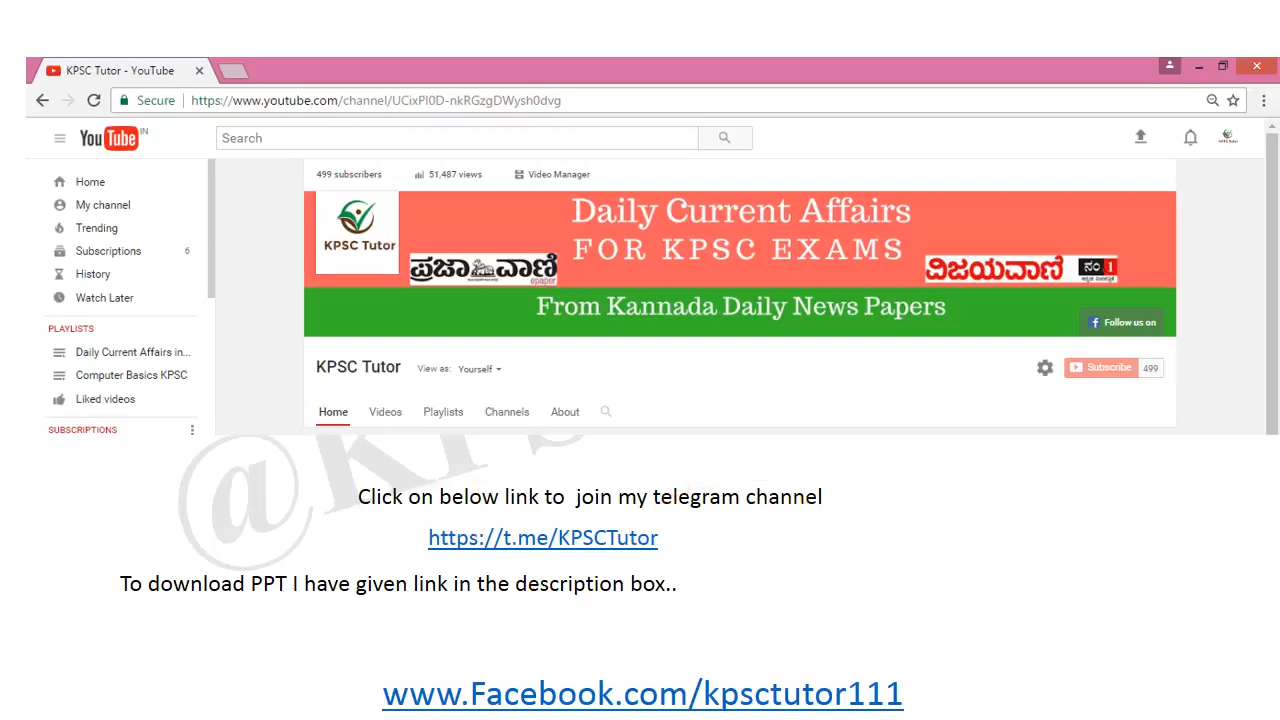 KPSC Tutor - YouTube
Secure https://www.youtube.com/channel/UCixPl0D-nkRGzgDWysh0dvg
YouTube IN
Search
Home
My channel
Trending
Subscriptions 6
History
Watch Later
PLAYLISTS
Daily Current Affairs in...
Computer Basics KPSC
Liked videos
SUBSCRIPTIONS
499 subscribers 51,487 views Video Manager
KPSC Tutor
Daily Current Affairs
FOR KPSC EXAMS
ಪ್ರಜಾವಾಣಿ
epaper
ವಿಜಯವಾಣಿ ನಂ 1
From Kannada Daily News Papers
Follow us on
KPSC Tutor View as: Yourself
Subscribe 499
Home Videos Playlists Channels About
Click on below link to join my telegram channel
https://t.me/KPSCTutor
To download PPT I have given link in the description box..
www.Facebook.com/kpsctutor111